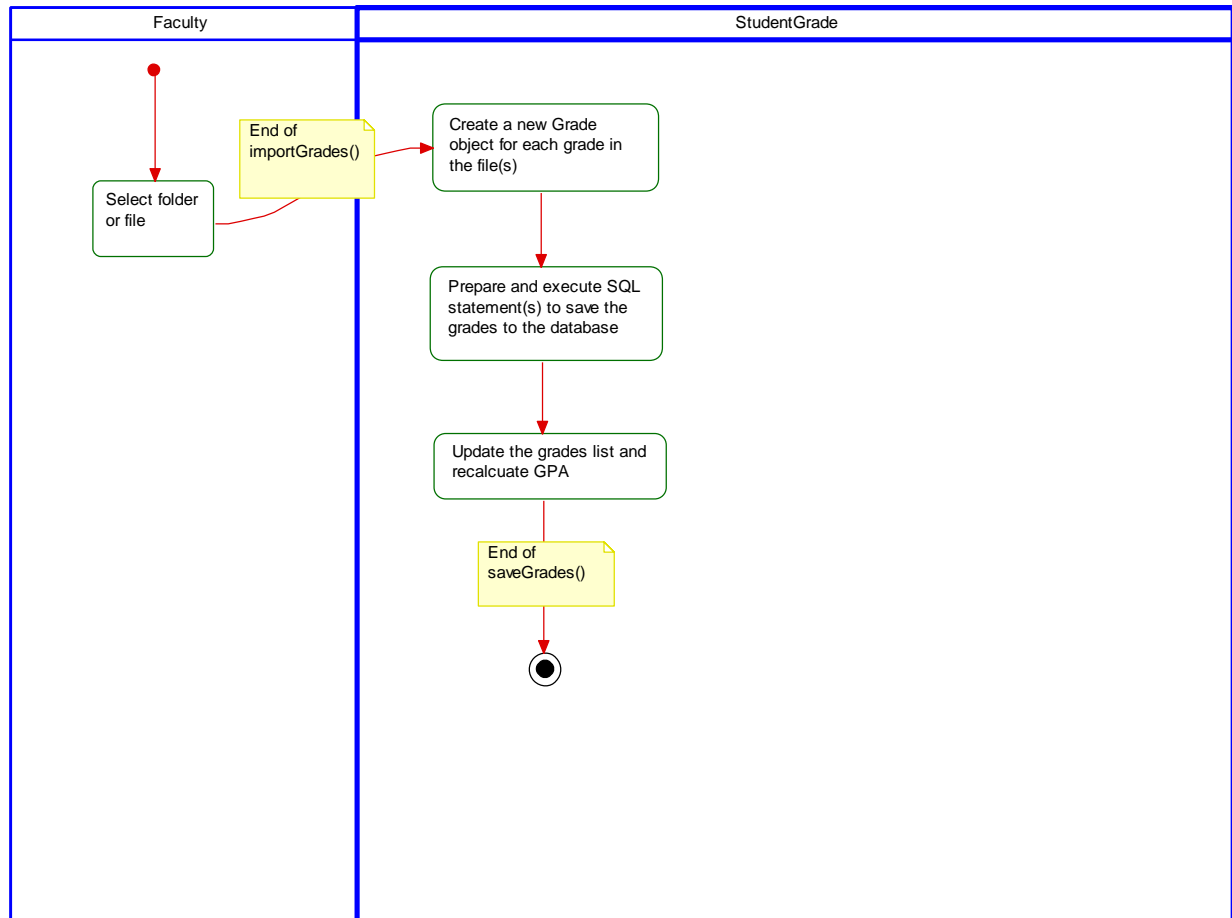 Faculty
StudentGrade
End of
importGrades()
Create a new Grade
object for each grade in
the file(s)
Select folder
or file
Prepare and execute SQL
statement(s) to save the
grades to the database
Update the grades list and
recalcuate GPA
End of
saveGrades()